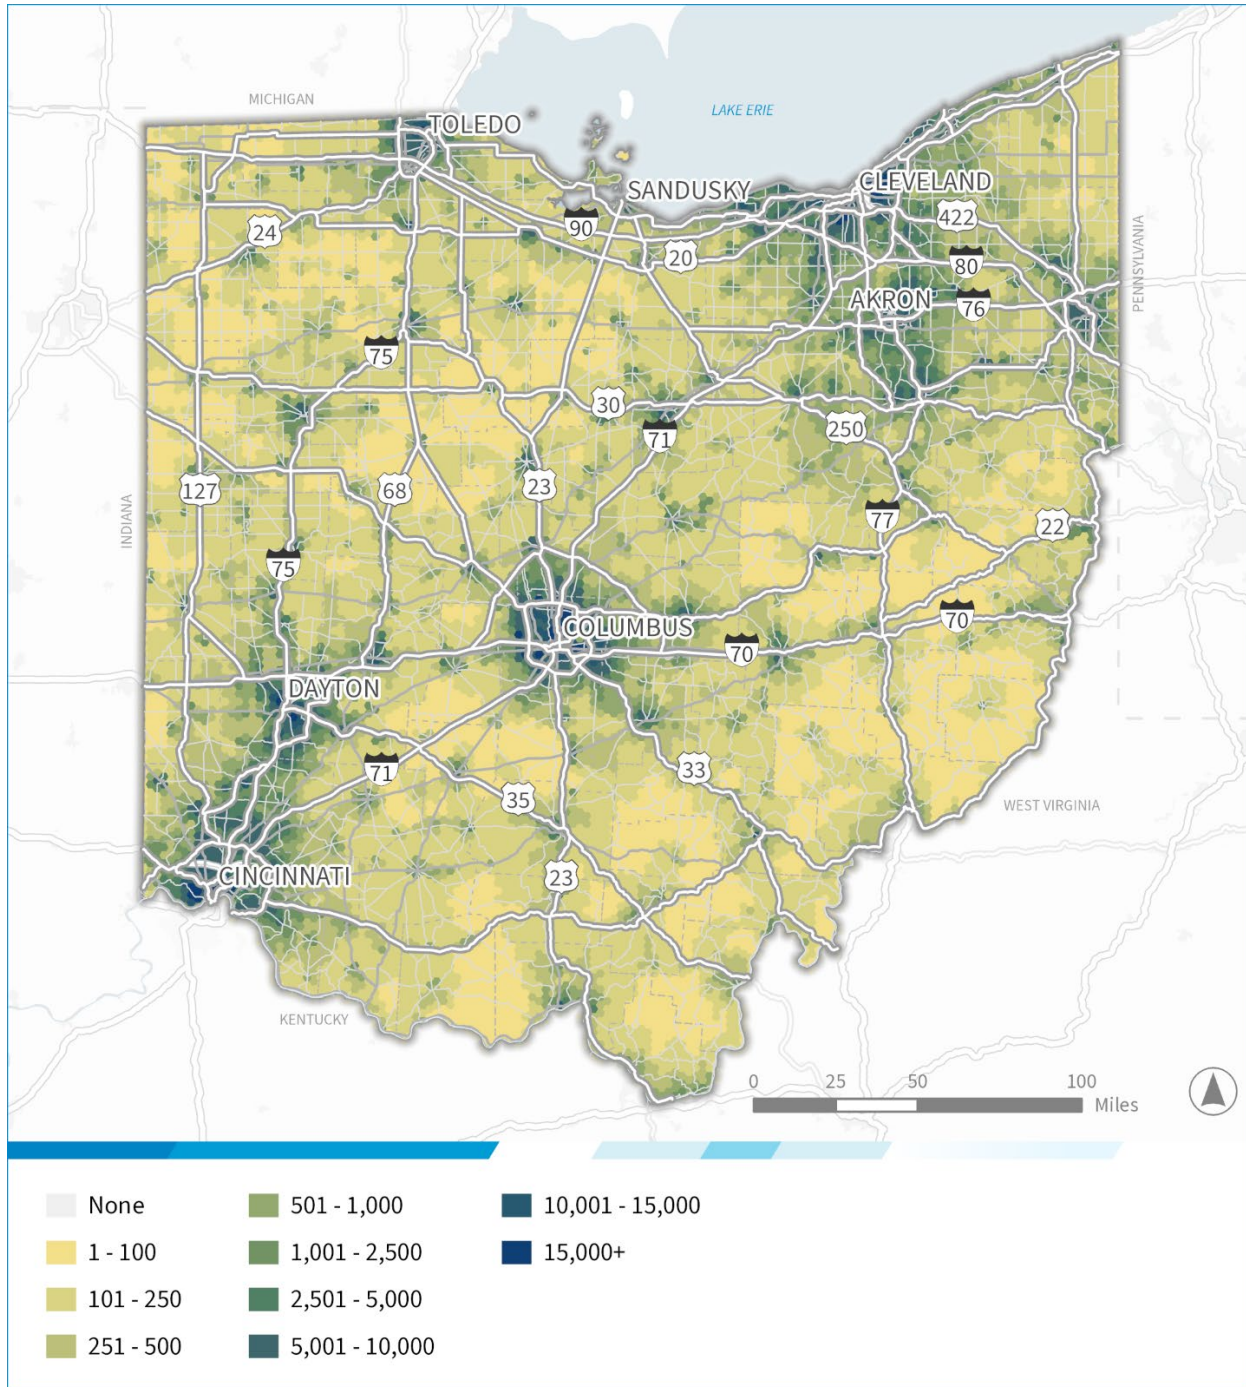 MICHIGAN
LAKE ERIE
TOLEDO
SANDUSKY
CLEVELAND
24
90
422
20
80
PENNSYLVANIA
AKRON
76
75
30
71
250
INDIANA
127
68
23
77
22
75
70
COLUMBUS
70
DAYTON
71
33
35
WEST VIRGINIA
CINCINNATI
23
KENTUCKY
0 25 50 100
Miles
None
1 - 100
101 - 250
251 - 500
501 - 1,000
1,001 - 2,500
2,501 - 5,000
5,001 - 10,000
10,001 - 15,000
15,000+